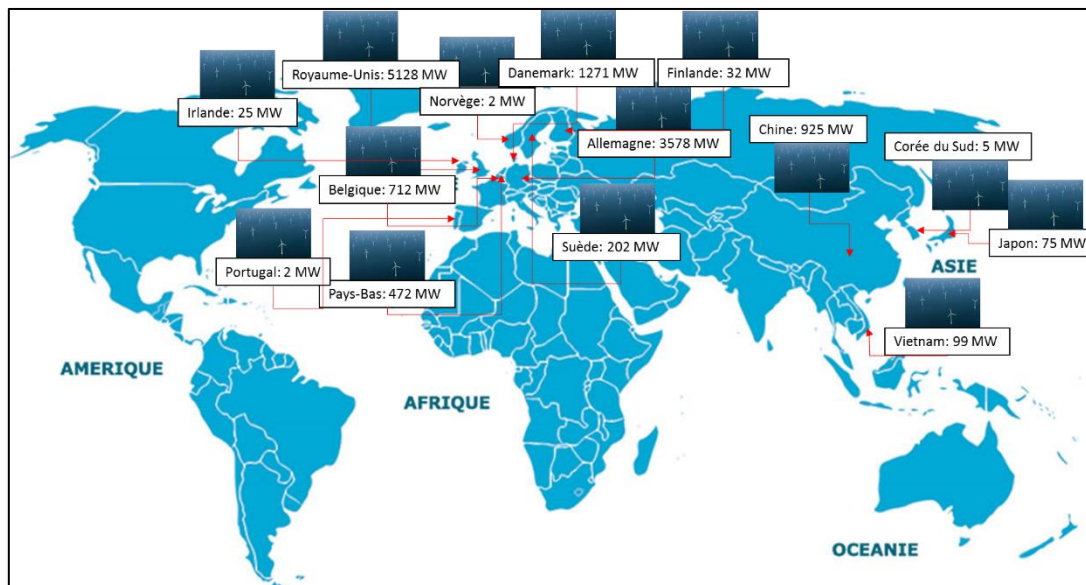 Royaume-Unis: 5128 MW
Danemark: 1271 MW
Finlande: 32 MW
Norvège: 2 MW
Irlande: 25 MW
Allemagne: 3578 MW
Chine: 925 MW
Corée du Sud: 5 MW
Belgique: 712 MW
Suède: 202 MW
Japon: 75 MW
ASIE
Portugal: 2 MW
Pays-Bas: 472 MW
Vietnam: 99 MW
AMERIQUE
AFRIQUE
OCEANIE